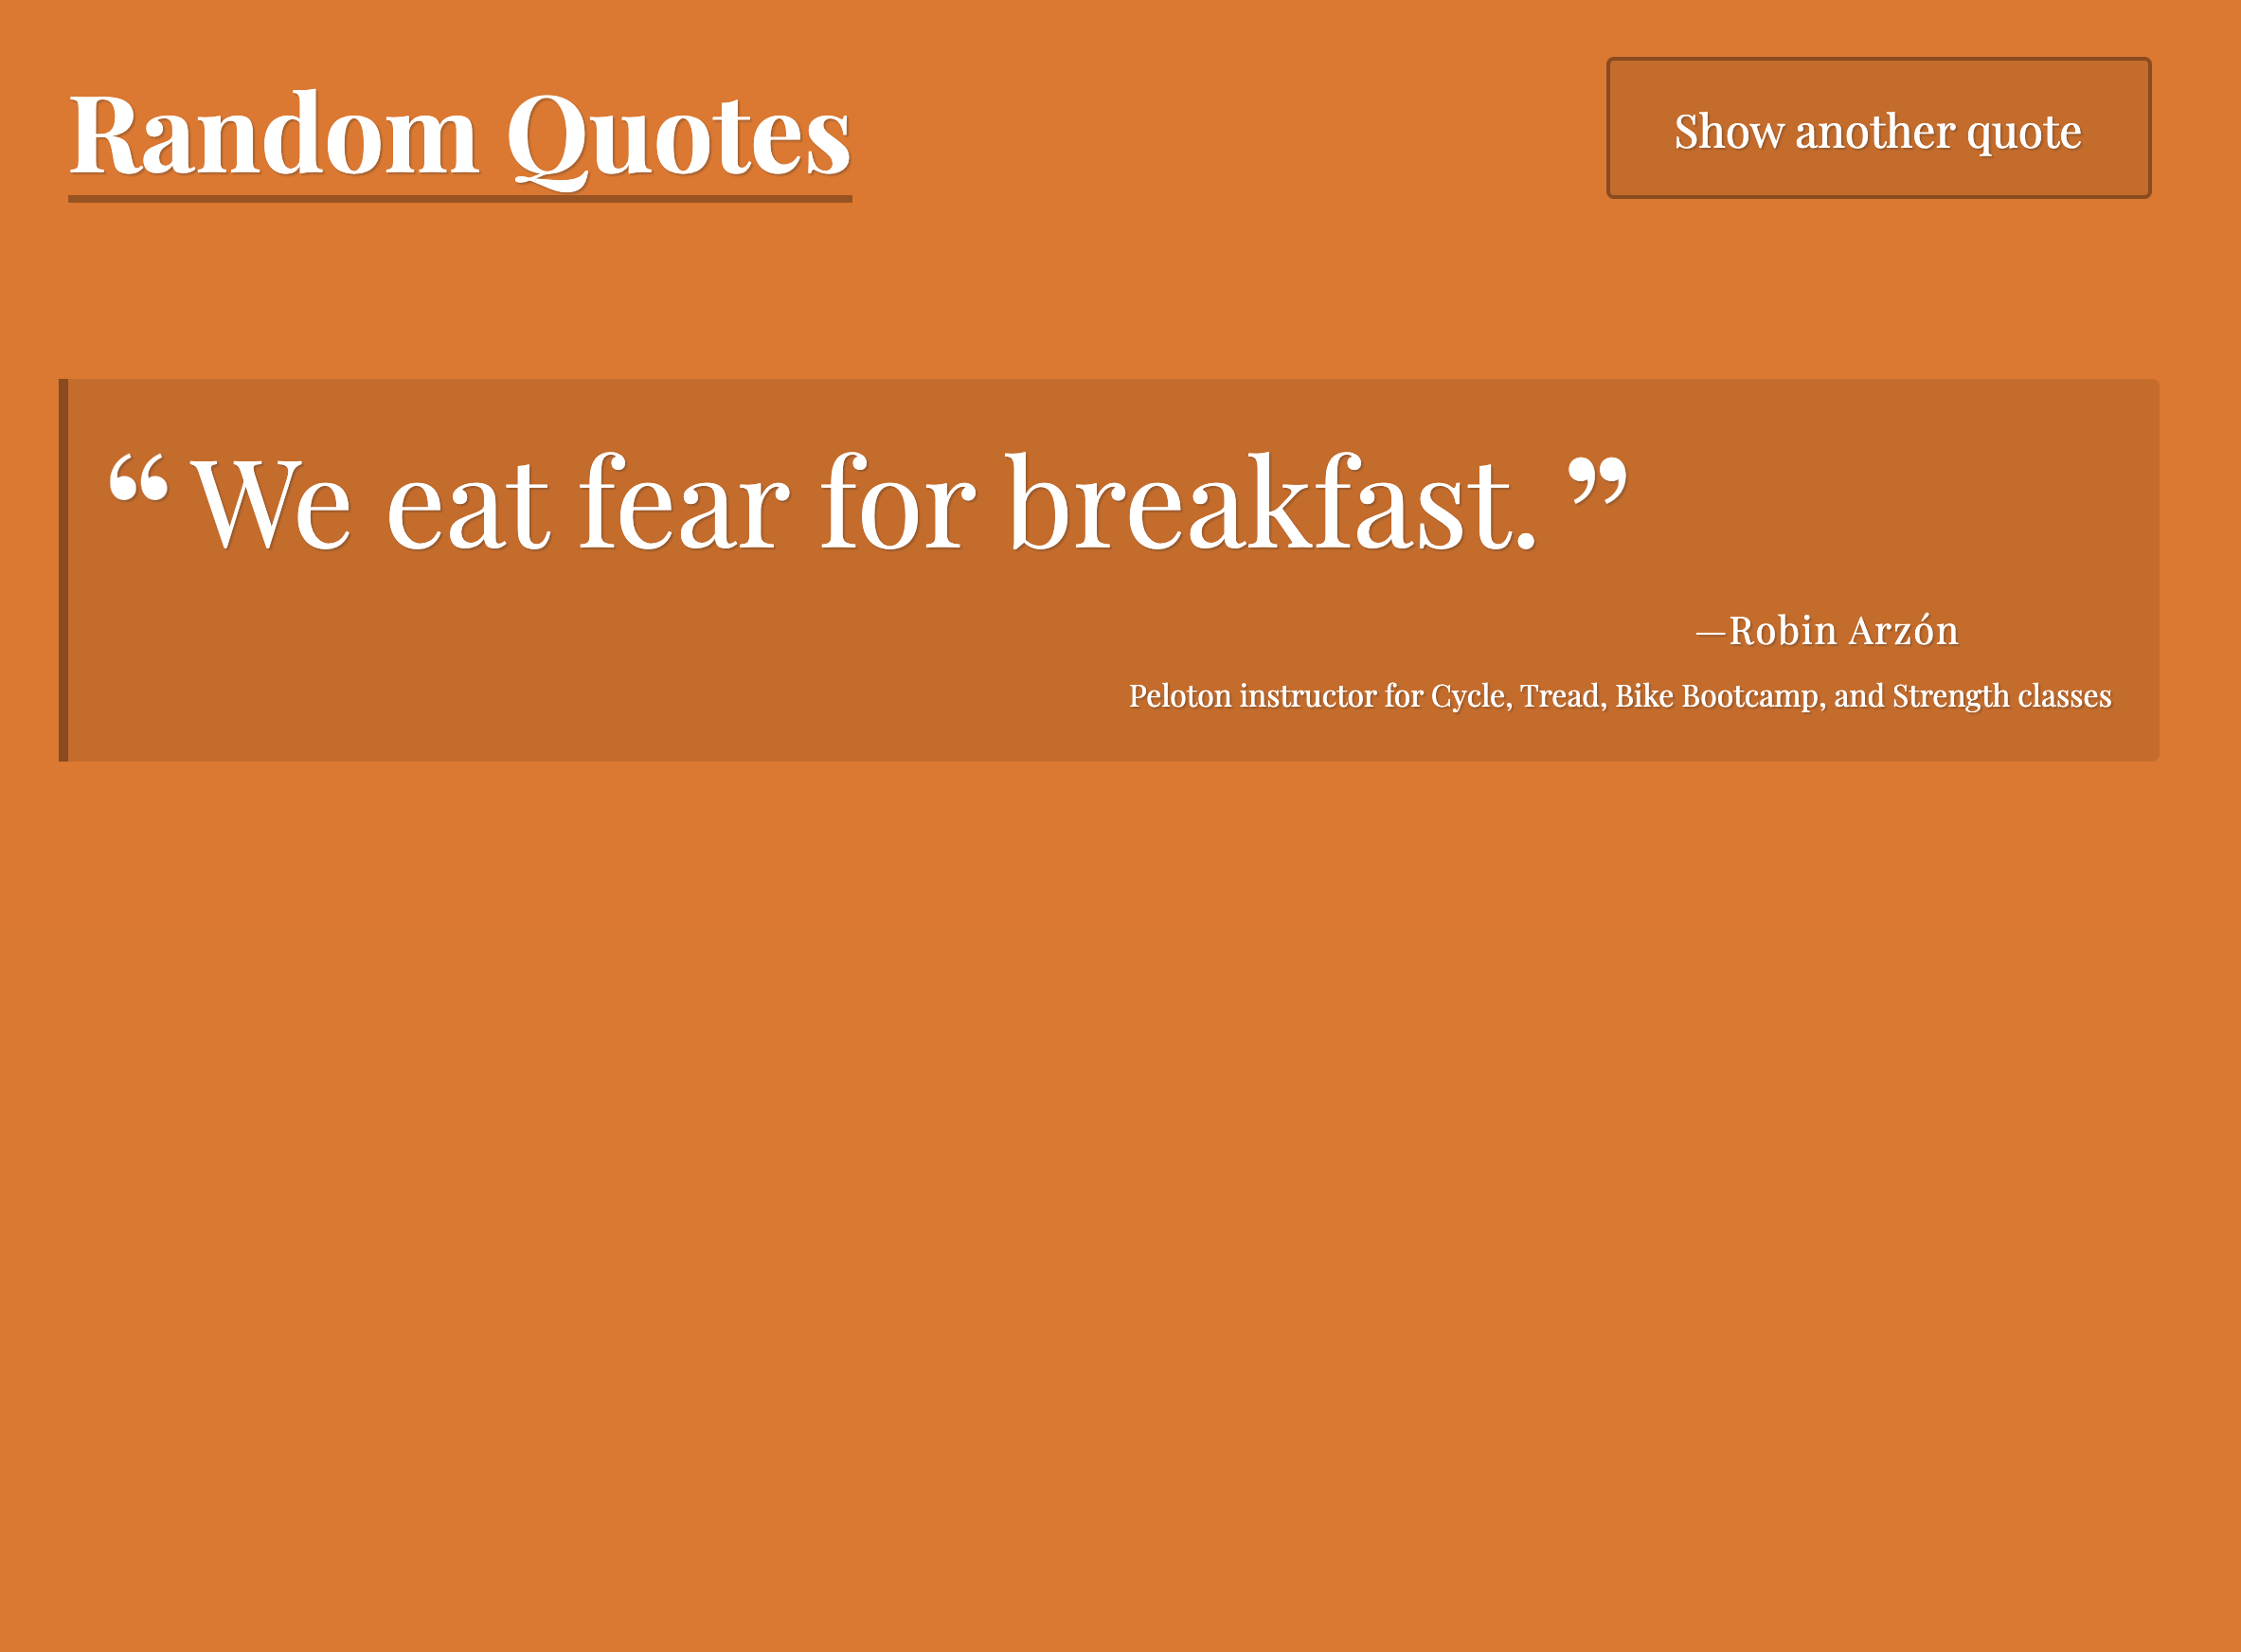 Random Quotes
Show another quote
“We eat fear for breakfast.”
—Robin Arzón
Peloton instructor for Cycle, Tread, Bike Bootcamp, and Strength classes